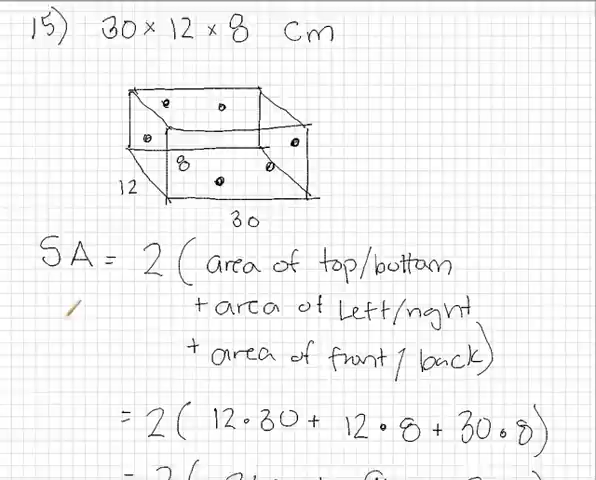 15) 30 × 12 × 8 cm
8
12
30
SA = 2 ( area of top/bottom
+ area of Left/right
+ area of front / back)
= 2 ( 12 • 30 + 12 • 8 + 30 • 8)
= 2(